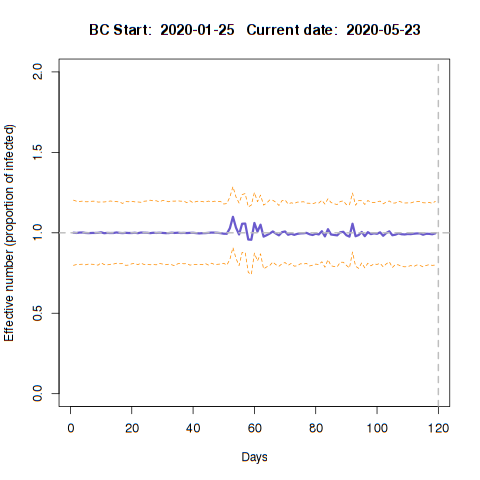 BC Start:  2020-01-25   Current date:  2020-05-23
Effective number (proportion of infected)
2.0
1.5
1.0
0.5
0.0
0 20 40 60 80 100 120
Days